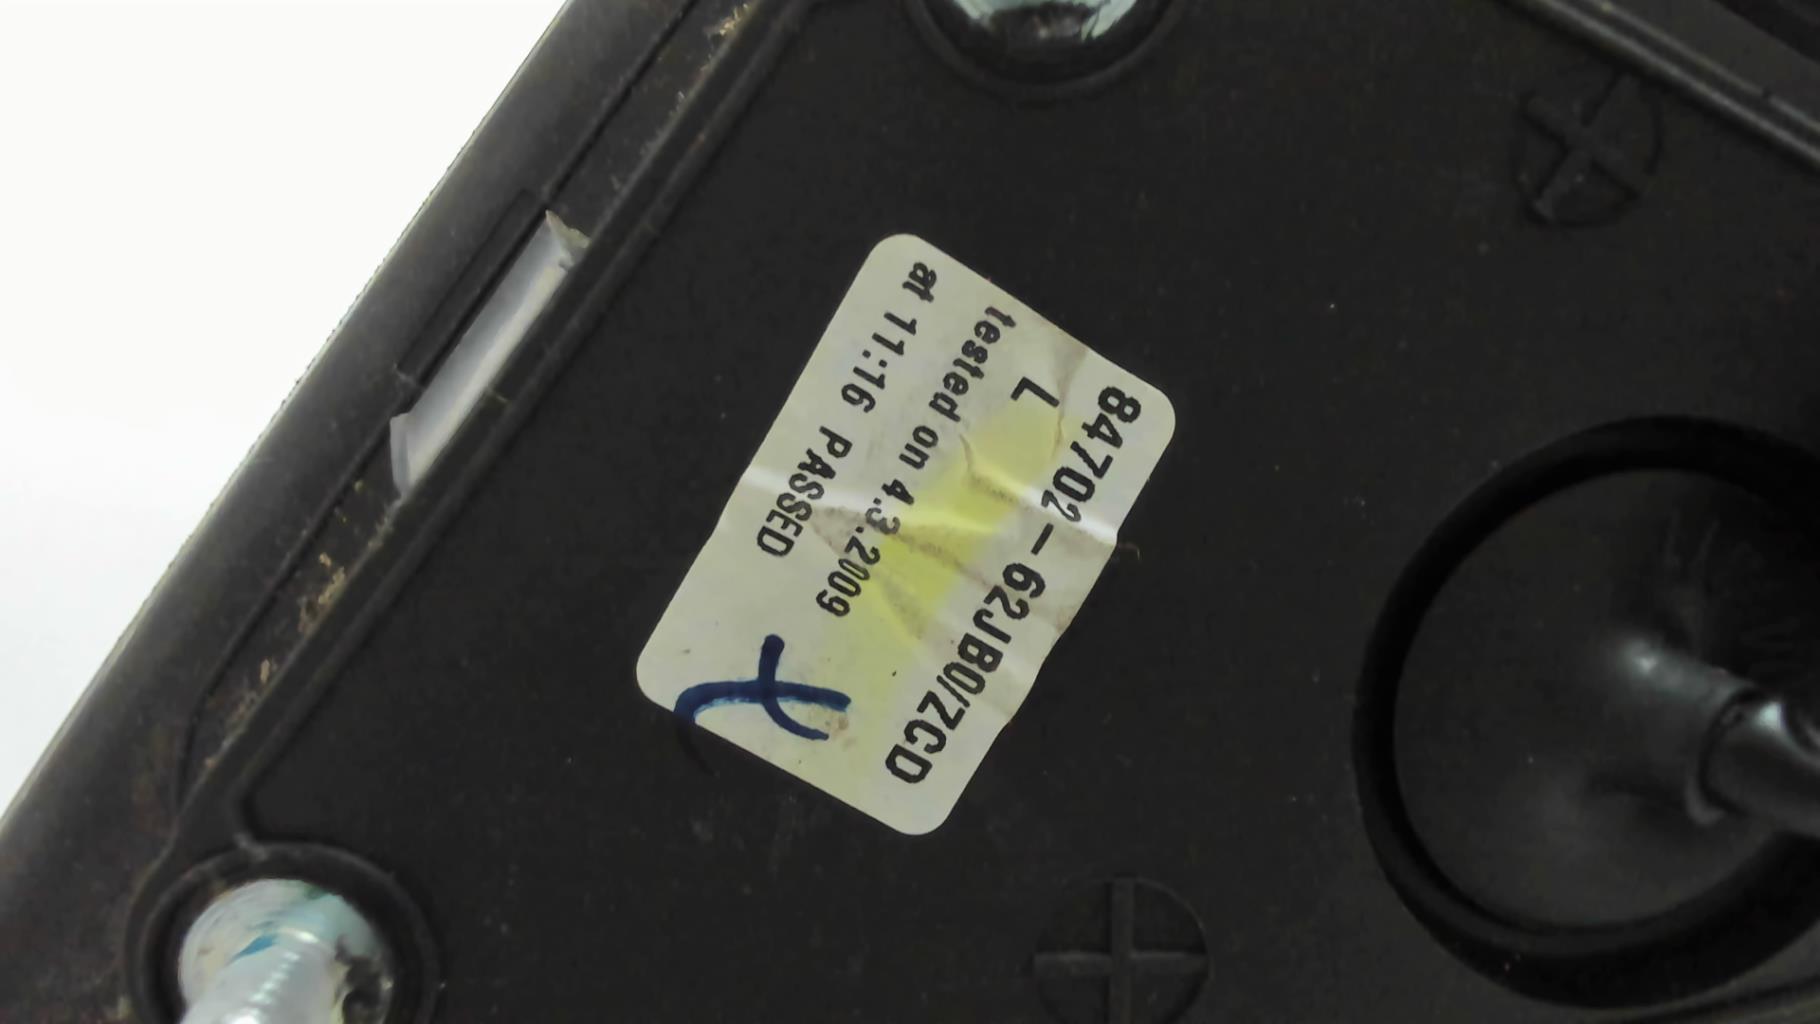 84702-62JB0/ZCD
L
tested on 4.3.2009
at 11:16 PASSED